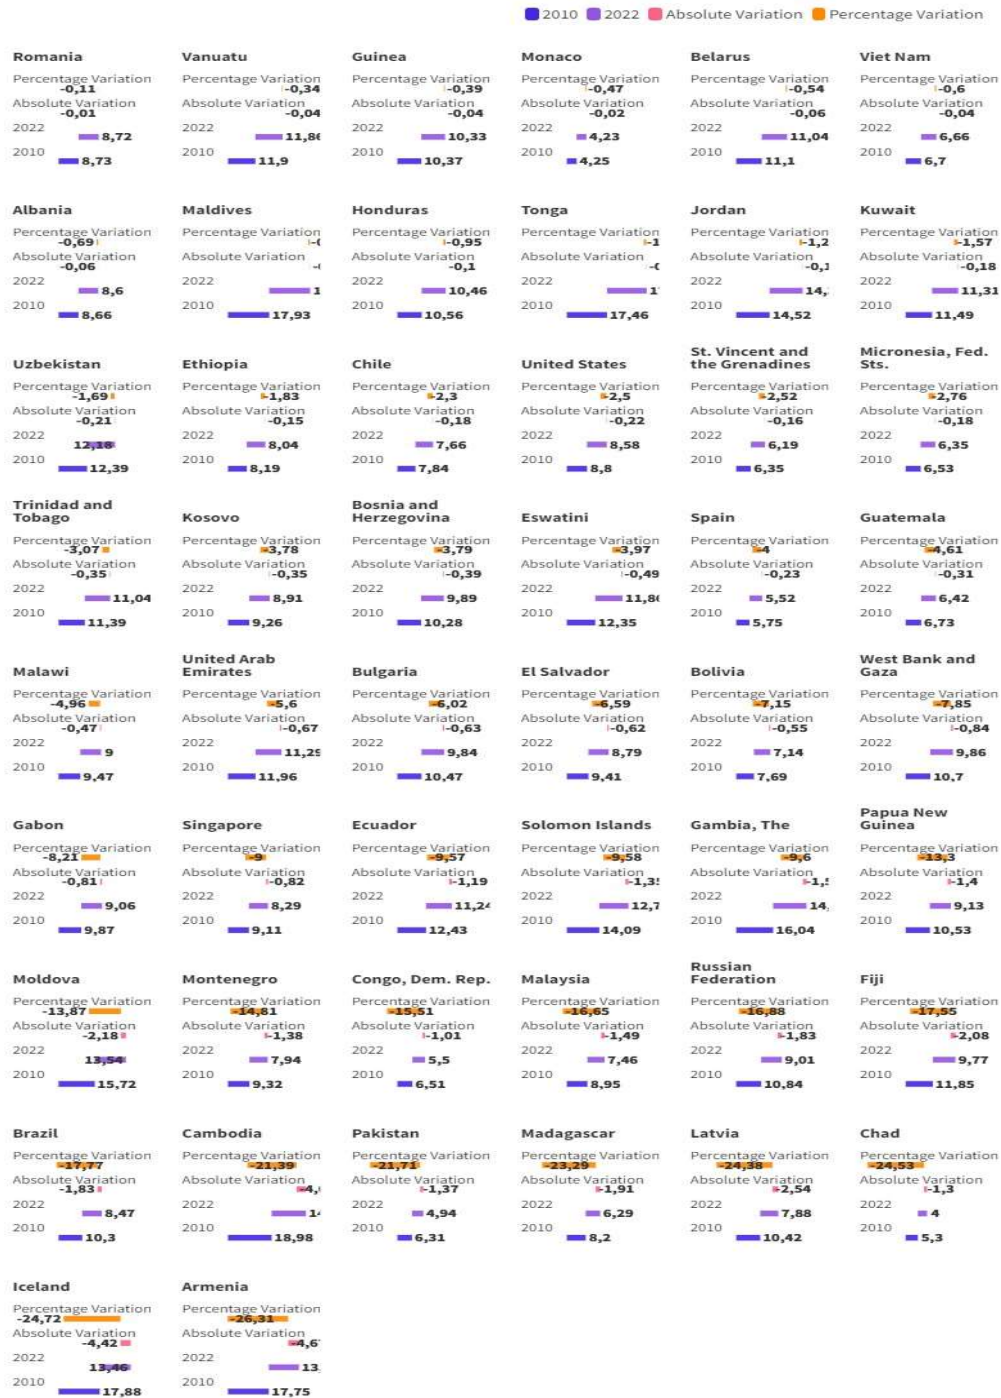 2010 2022 Absolute Variation Percentage Variation
Romania
Percentage Variation -0,11
Absolute Variation -0,01
2022 8,72
2010 8,73
Vanuatu
Percentage Variation -0,34
Absolute Variation -0,04
2022 11,86
2010 11,9
Guinea
Percentage Variation -0,39
Absolute Variation -0,04
2022 10,33
2010 10,37
Monaco
Percentage Variation -0,47
Absolute Variation -0,02
2022 4,23
2010 4,25
Belarus
Percentage Variation -0,54
Absolute Variation -0,06
2022 11,04
2010 11,1
Viet Nam
Percentage Variation -0,6
Absolute Variation -0,04
2022 6,66
2010 6,7
Albania
Percentage Variation -0,69
Absolute Variation -0,06
2022 8,6
2010 8,66
Maldives
Percentage Variation
Absolute Variation
2022
2010 17,93
Honduras
Percentage Variation -0,95
Absolute Variation -0,1
2022 10,46
2010 10,56
Tonga
Percentage Variation -1
Absolute Variation
2022
2010 17,46
Jordan
Percentage Variation -1,2
Absolute Variation
2022 14,
2010 14,52
Kuwait
Percentage Variation -1,57
Absolute Variation -0,18
2022 11,31
2010 11,49
Uzbekistan
Percentage Variation -1,69
Absolute Variation -0,21
2022 12,18
2010 12,39
Ethiopia
Percentage Variation -1,83
Absolute Variation -0,15
2022 8,04
2010 8,19
Chile
Percentage Variation -2,3
Absolute Variation -0,18
2022 7,66
2010 7,84
United States
Percentage Variation -2,5
Absolute Variation -0,22
2022 8,58
2010 8,8
St. Vincent and
the Grenadines
Percentage Variation -2,52
Absolute Variation -0,16
2022 6,19
2010 6,35
Micronesia, Fed.
Sts.
Percentage Variation -2,76
Absolute Variation -0,18
2022 6,35
2010 6,53
Trinidad and
Tobago
Percentage Variation -3,07
Absolute Variation -0,35
2022 11,04
2010 11,39
Kosovo
Percentage Variation -3,78
Absolute Variation -0,35
2022 8,91
2010 9,26
Bosnia and
Herzegovina
Percentage Variation -3,79
Absolute Variation -0,39
2022 9,89
2010 10,28
Eswatini
Percentage Variation -3,97
Absolute Variation -0,49
2022 11,86
2010 12,35
Spain
Percentage Variation -4
Absolute Variation -0,23
2022 5,52
2010 5,75
Guatemala
Percentage Variation -4,61
Absolute Variation -0,31
2022 6,42
2010 6,73
Malawi
Percentage Variation -4,96
Absolute Variation -0,47
2022 9
2010 9,47
United Arab
Emirates
Percentage Variation -5,6
Absolute Variation -0,67
2022 11,29
2010 11,96
Bulgaria
Percentage Variation -6,02
Absolute Variation -0,63
2022 9,84
2010 10,47
El Salvador
Percentage Variation -6,59
Absolute Variation -0,62
2022 8,79
2010 9,41
Bolivia
Percentage Variation -7,15
Absolute Variation -0,55
2022 7,14
2010 7,69
West Bank and
Gaza
Percentage Variation -7,85
Absolute Variation -0,84
2022 9,86
2010 10,7
Gabon
Percentage Variation -8,21
Absolute Variation -0,81
2022 9,06
2010 9,87
Singapore
Percentage Variation -9
Absolute Variation -0,82
2022 8,29
2010 9,11
Ecuador
Percentage Variation -9,57
Absolute Variation -1,19
2022 11,24
2010 12,43
Solomon Islands
Percentage Variation -9,58
Absolute Variation -1,3
2022 12,7
2010 14,09
Gambia, The
Percentage Variation -9,6
Absolute Variation -1,
2022 14,
2010 16,04
Papua New
Guinea
Percentage Variation -13,3
Absolute Variation -1,4
2022 9,13
2010 10,53
Moldova
Percentage Variation -13,87
Absolute Variation -2,18
2022 13,54
2010 15,72
Montenegro
Percentage Variation -14,81
Absolute Variation -1,38
2022 7,94
2010 9,32
Congo, Dem. Rep.
Percentage Variation -15,51
Absolute Variation -1,01
2022 5,5
2010 6,51
Malaysia
Percentage Variation -16,65
Absolute Variation -1,49
2022 7,46
2010 8,95
Russian
Federation
Percentage Variation -16,88
Absolute Variation -1,83
2022 9,01
2010 10,84
Fiji
Percentage Variation -17,55
Absolute Variation -2,08
2022 9,77
2010 11,85
Brazil
Percentage Variation -17,77
Absolute Variation -1,83
2022 8,47
2010 10,3
Cambodia
Percentage Variation -21,39
Absolute Variation -4,
2022 14
2010 18,98
Pakistan
Percentage Variation -21,71
Absolute Variation -1,37
2022 4,94
2010 6,31
Madagascar
Percentage Variation -23,29
Absolute Variation -1,91
2022 6,29
2010 8,2
Latvia
Percentage Variation -24,38
Absolute Variation -2,54
2022 7,88
2010 10,42
Chad
Percentage Variation -24,53
Absolute Variation -1,3
2022 4
2010 5,3
Iceland
Percentage Variation -24,72
Absolute Variation -4,42
2022 13,46
2010 17,88
Armenia
Percentage Variation -26,31
Absolute Variation -4,67
2022 13,
2010 17,75